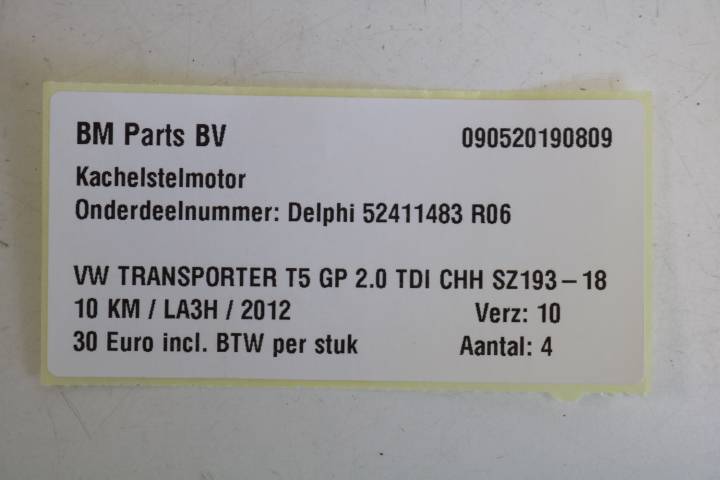 BM Parts BV 090520190809
Kachelstelmotor
Onderdeelnummer: Delphi 52411483 R06
VW TRANSPORTER T5 GP 2.0 TDI CHH SZ193-18
10 KM / LA3H / 2012 Verz: 10
30 Euro incl. BTW per stuk Aantal: 4